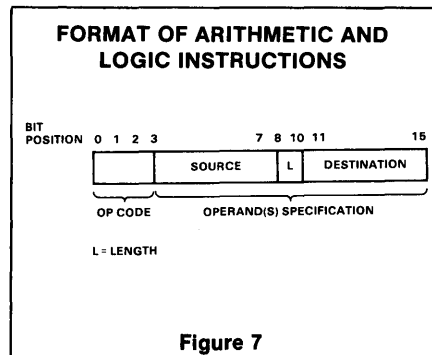 FORMAT OF ARITHMETIC AND
LOGIC INSTRUCTIONS
BIT
POSITION 0 1 2 3 7 8 10 11 15
SOURCE L DESTINATION
OP CODE OPERAND(S) SPECIFICATION
L = LENGTH
Figure 7